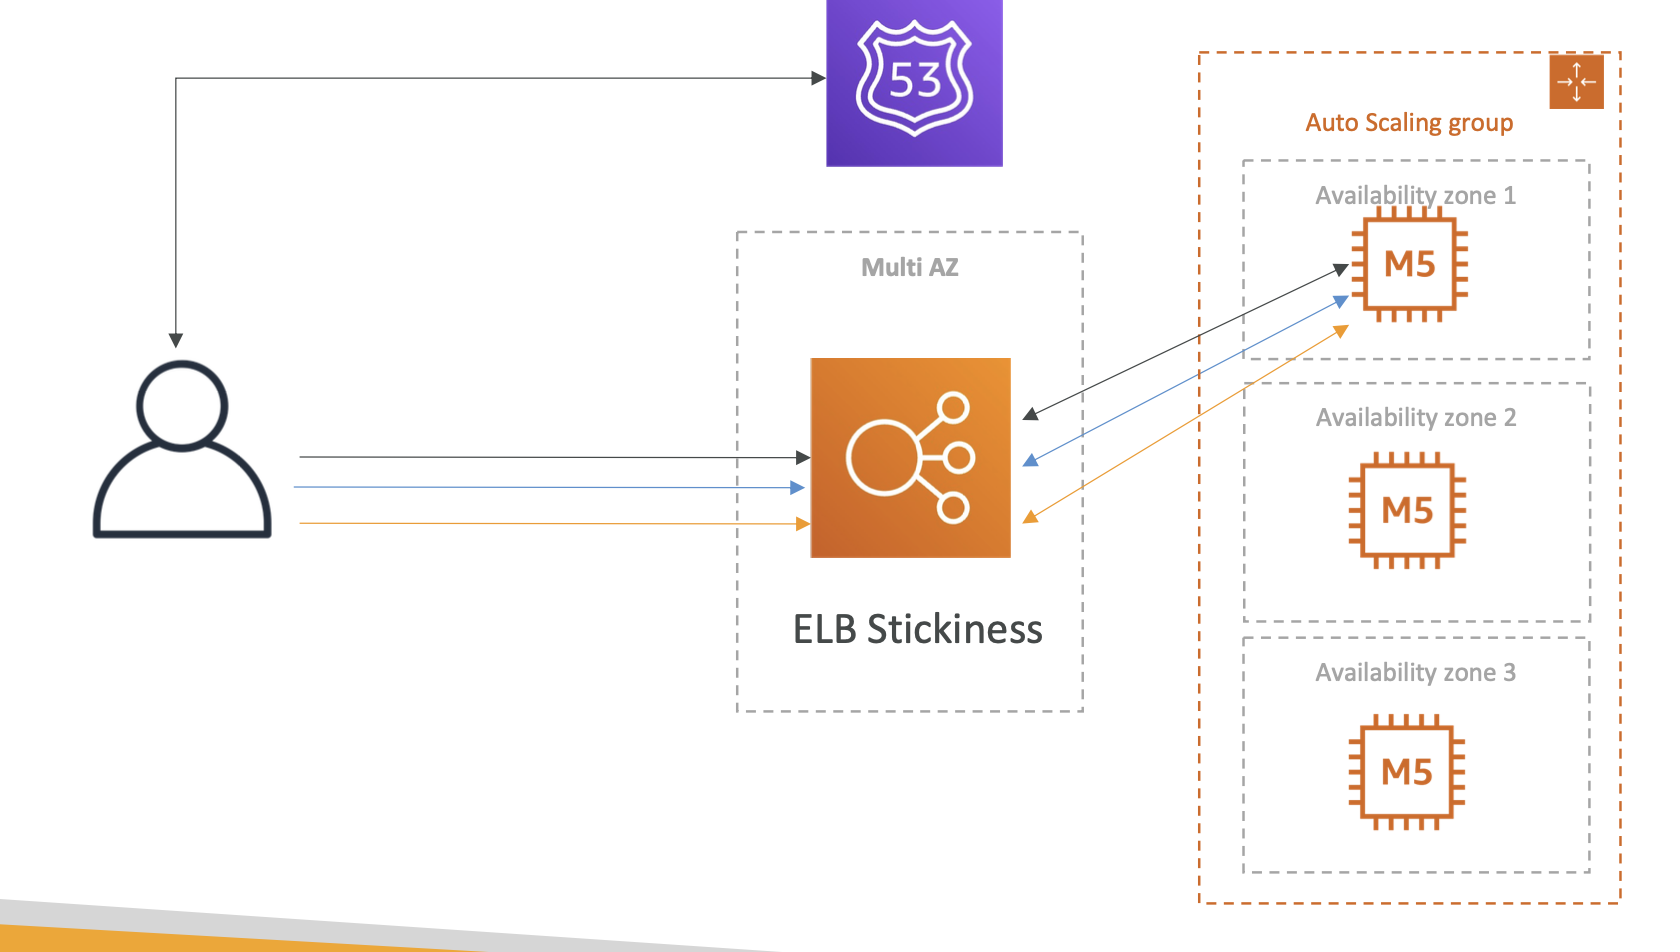 53
Auto Scaling group
Availability zone 1
M5
Multi AZ
ELB Stickiness
Availability zone 2
M5
Availability zone 3
M5